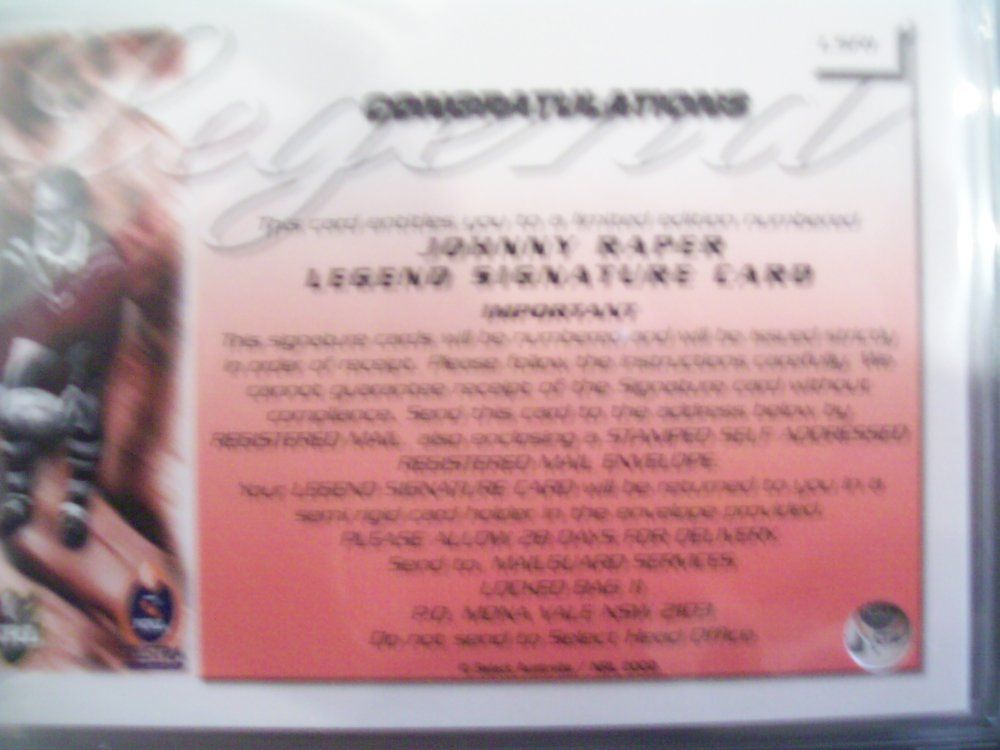 Legend
CONGRATULATIONS
This card entitles you to a limited edition numbered
JOHNNY RAPER
LEGEND SIGNATURE CARD
IMPORTANT
This signature cards will be numbered and will be issued strictly
in order of receipt. Please follow the instructions carefully. We
cannot guarantee receipt of the Signature card without
compliance. Send this card to the address below by
REGISTERED MAIL also enclosing a STAMPED SELF ADDRESSED
REGISTERED MAIL ENVELOPE.
Your LEGEND SIGNATURE CARD will be returned to you in a
semi rigid card holder in the envelope provided.
PLEASE ALLOW 28 DAYS FOR DELIVERY.
Send to: MAILGUARD SERVICES
LOCKED BAG 11
P.O. MONA VALE NSW 2103
Do not send to Select Head Office.
© Select Australia / NRL 2000